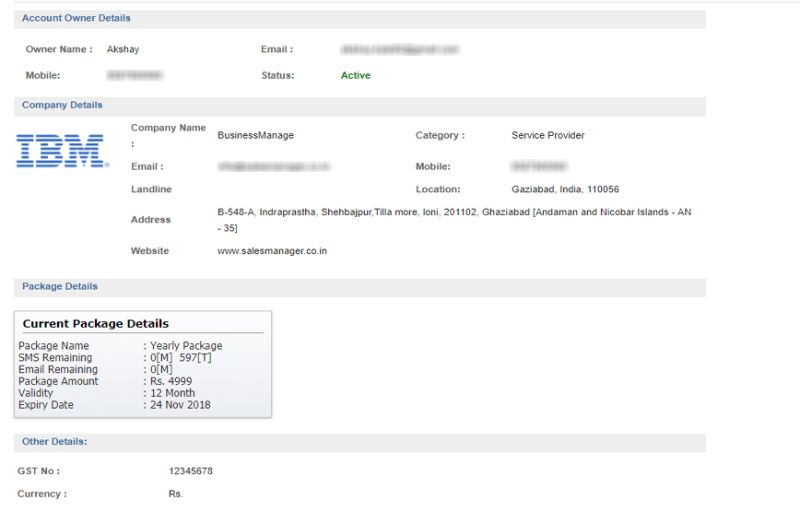 Account Owner Details
Owner Name : Akshay Email :
Mobile: Status: Active
Company Details
IBM
Company Name : BusinessManage Category : Service Provider
Email : Mobile:
Landline Location: Gaziabad, India, 110056
Address B-548-A, Indraprastha, Shehbajpur,Tilla more, loni, 201102, Ghaziabad [Andaman and Nicobar Islands - AN
- 35]
Website www.salesmanager.co.in
Package Details
Current Package Details
Package Name : Yearly Package
SMS Remaining : 0[M] 597[T]
Email Remaining : 0[M]
Package Amount : Rs. 4999
Validity : 12 Month
Expiry Date : 24 Nov 2018
Other Details:
GST No : 12345678
Currency : Rs.